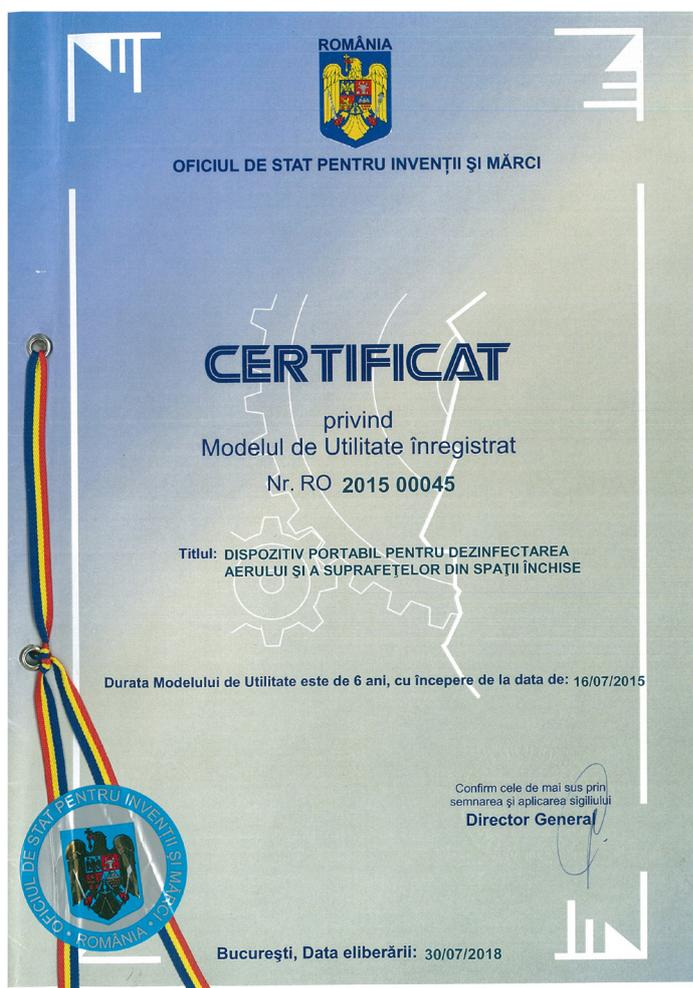 ROMÂNIA
OFICIUL DE STAT PENTRU INVENŢII ŞI MĂRCI
CERTIFICAT
privind
Modelul de Utilitate înregistrat
Nr. RO 2015 00045
Titlul: DISPOZITIV PORTABIL PENTRU DEZINFECTAREA
AERULUI ŞI A SUPRAFEŢELOR DIN SPAŢII ÎNCHISE
Durata Modelului de Utilitate este de 6 ani, cu începere de la data de: 16/07/2015
Confirm cele de mai sus prin
semnarea şi aplicarea sigiliului
Director General
OFICIUL DE STAT PENTRU INVENŢII ŞI MĂRCI
• ROMÂNIA •
Bucureşti, Data eliberării: 30/07/2018